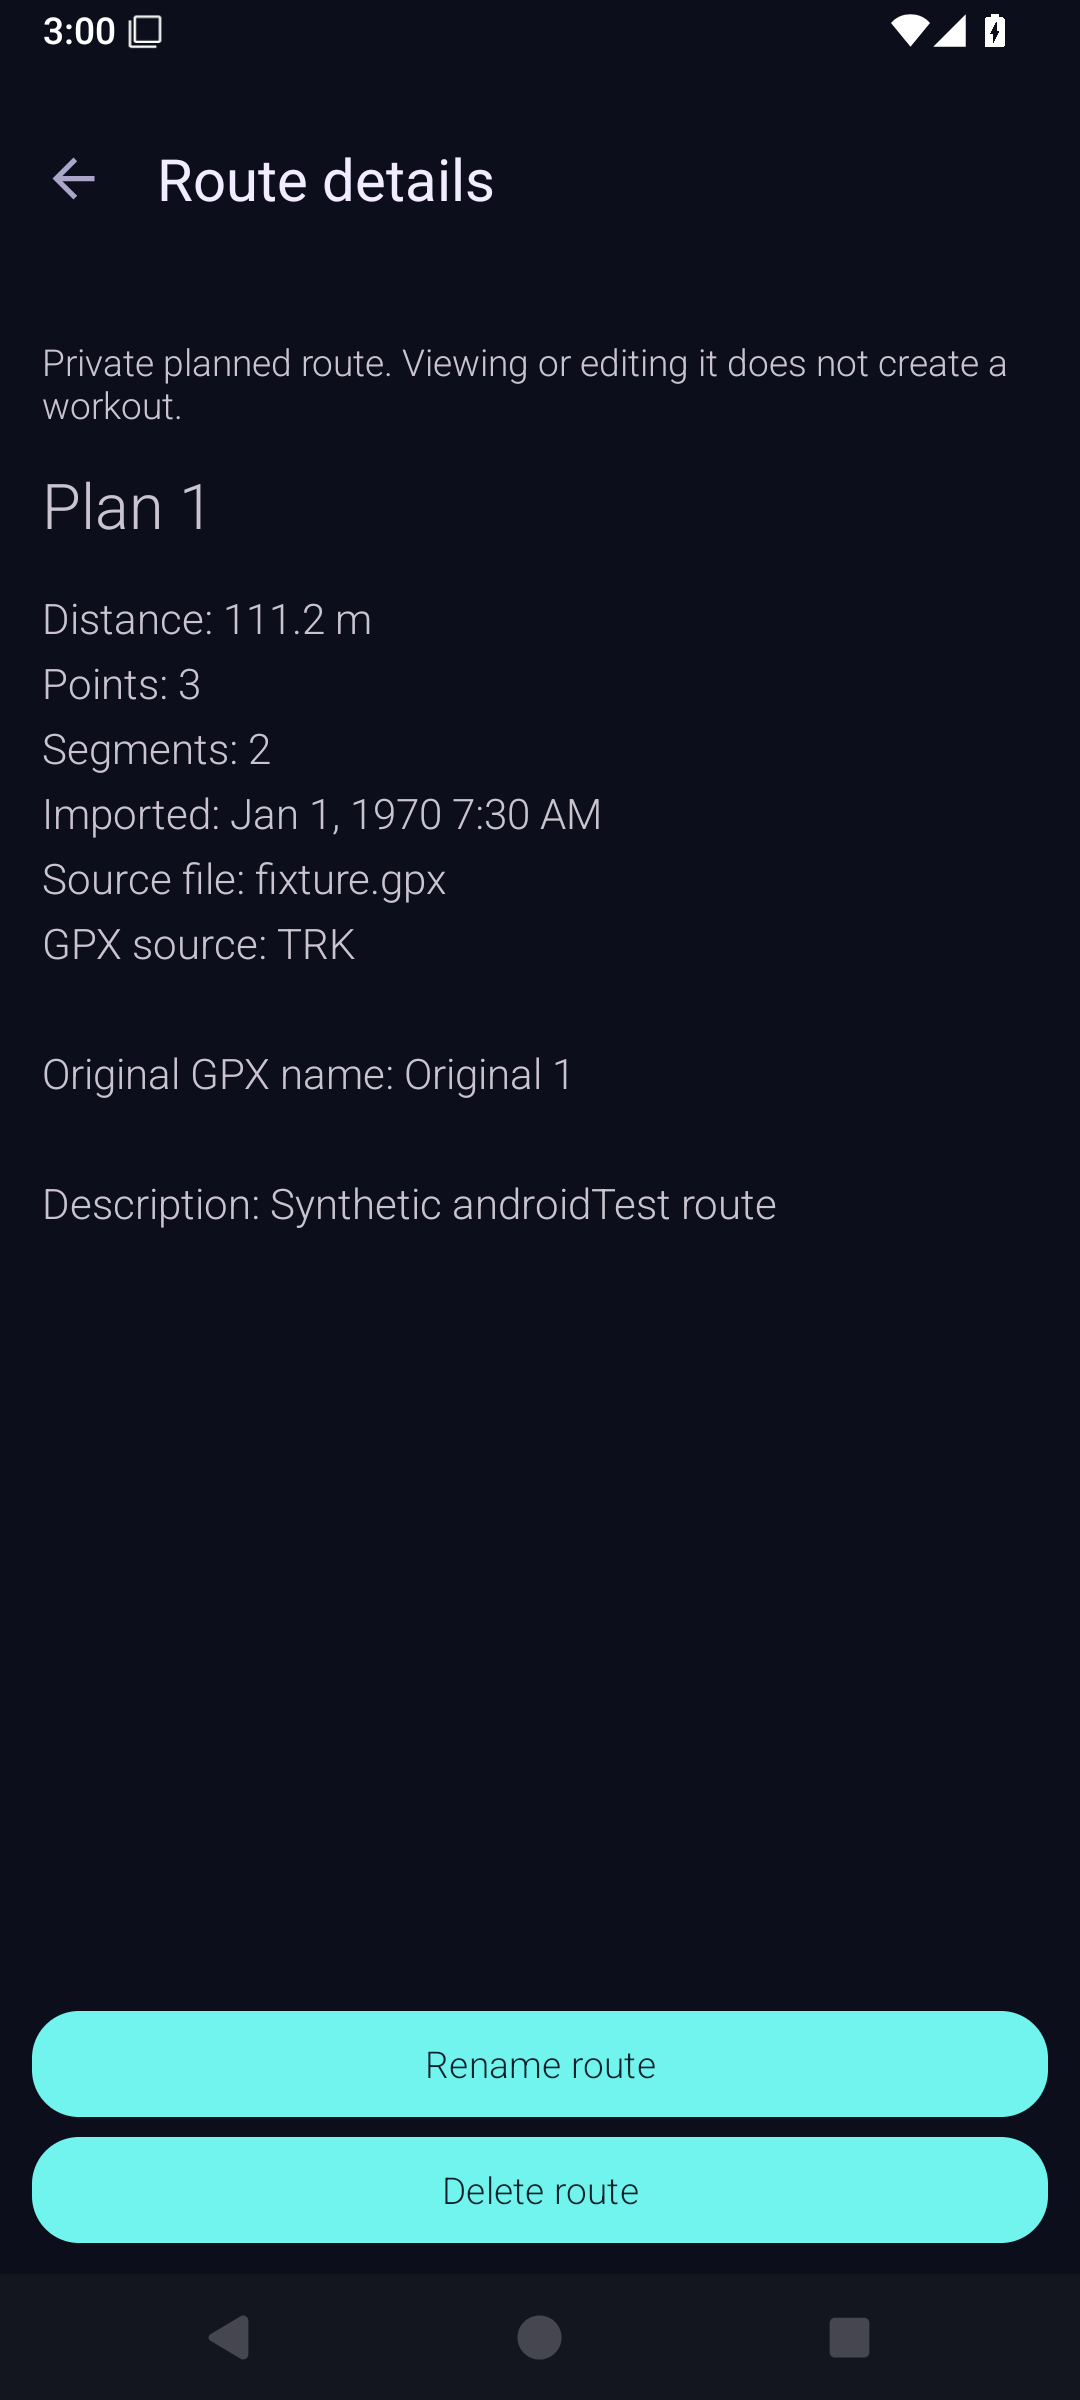 3:00
Route details
Private planned route. Viewing or editing it does not create a
workout.
Plan 1
Distance: 111.2 m
Points: 3
Segments: 2
Imported: Jan 1, 1970 7:30 AM
Source file: fixture.gpx
GPX source: TRK
Original GPX name: Original 1
Description: Synthetic androidTest route
Rename route
Delete route